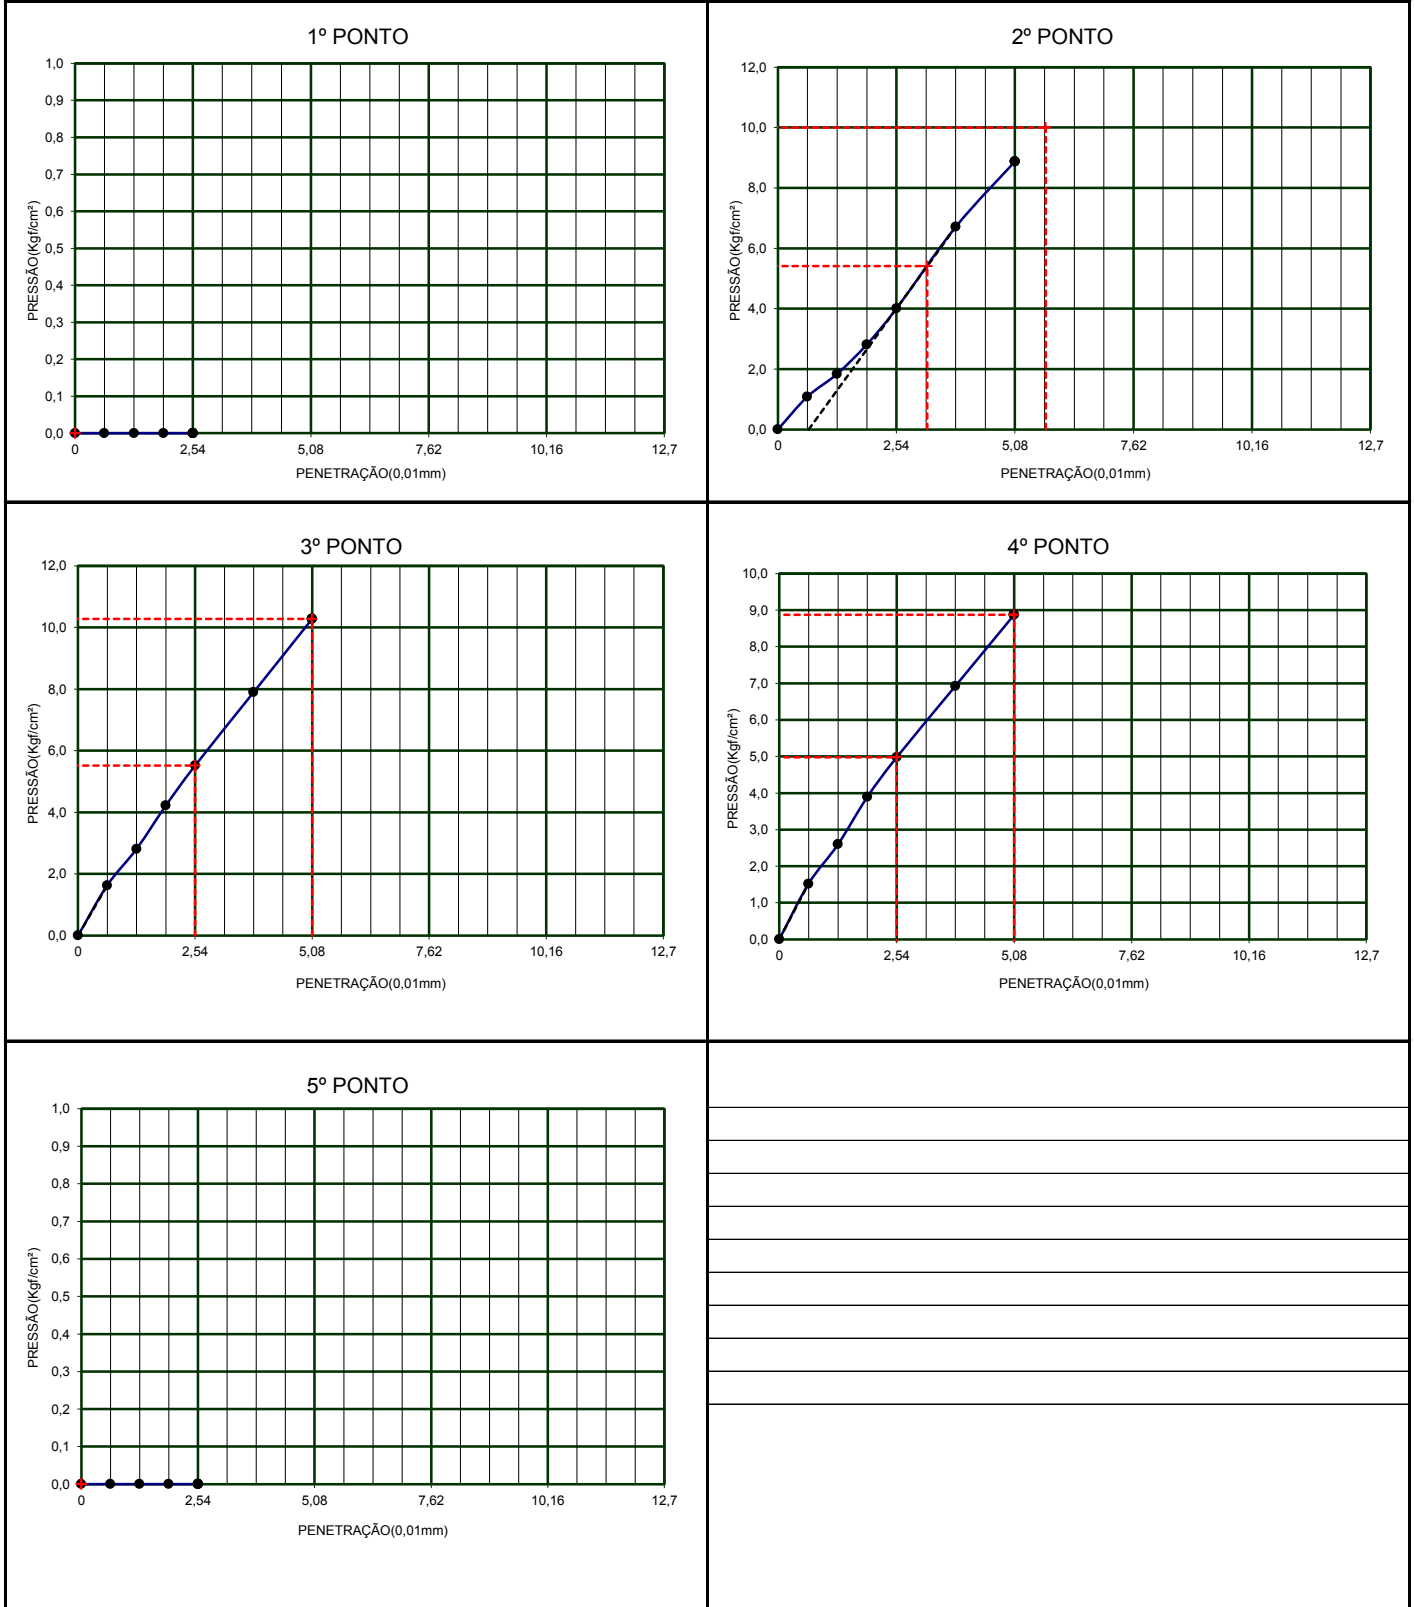 1º PONTO
PRESSÃO(Kgf/cm²)
1,0
0,9
0,8
0,7
0,6
0,5
0,4
0,3
0,2
0,1
0,0
0 2,54 5,08 7,62 10,16 12,7
PENETRAÇÃO(0,01mm)
2º PONTO
PRESSÃO(Kgf/cm²)
12,0
10,0
8,0
6,0
4,0
2,0
0,0
0 2,54 5,08 7,62 10,16 12,7
PENETRAÇÃO(0,01mm)
3º PONTO
PRESSÃO(Kgf/cm²)
12,0
10,0
8,0
6,0
4,0
2,0
0,0
0 2,54 5,08 7,62 10,16 12,7
PENETRAÇÃO(0,01mm)
4º PONTO
PRESSÃO(Kgf/cm²)
10,0
9,0
8,0
7,0
6,0
5,0
4,0
3,0
2,0
1,0
0,0
0 2,54 5,08 7,62 10,16 12,7
PENETRAÇÃO(0,01mm)
5º PONTO
PRESSÃO(Kgf/cm²)
1,0
0,9
0,8
0,7
0,6
0,5
0,4
0,3
0,2
0,1
0,0
0 2,54 5,08 7,62 10,16 12,7
PENETRAÇÃO(0,01mm)